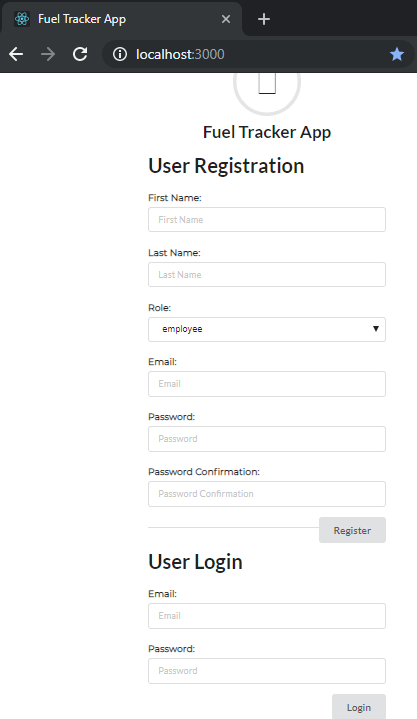 Fuel Tracker App
localhost:3000
Fuel Tracker App
User Registration
First Name:
First Name
Last Name:
Last Name
Role:
employee
Email:
Email
Password:
Password
Password Confirmation:
Password Confirmation
Register
User Login
Email:
Email
Password:
Password
Login